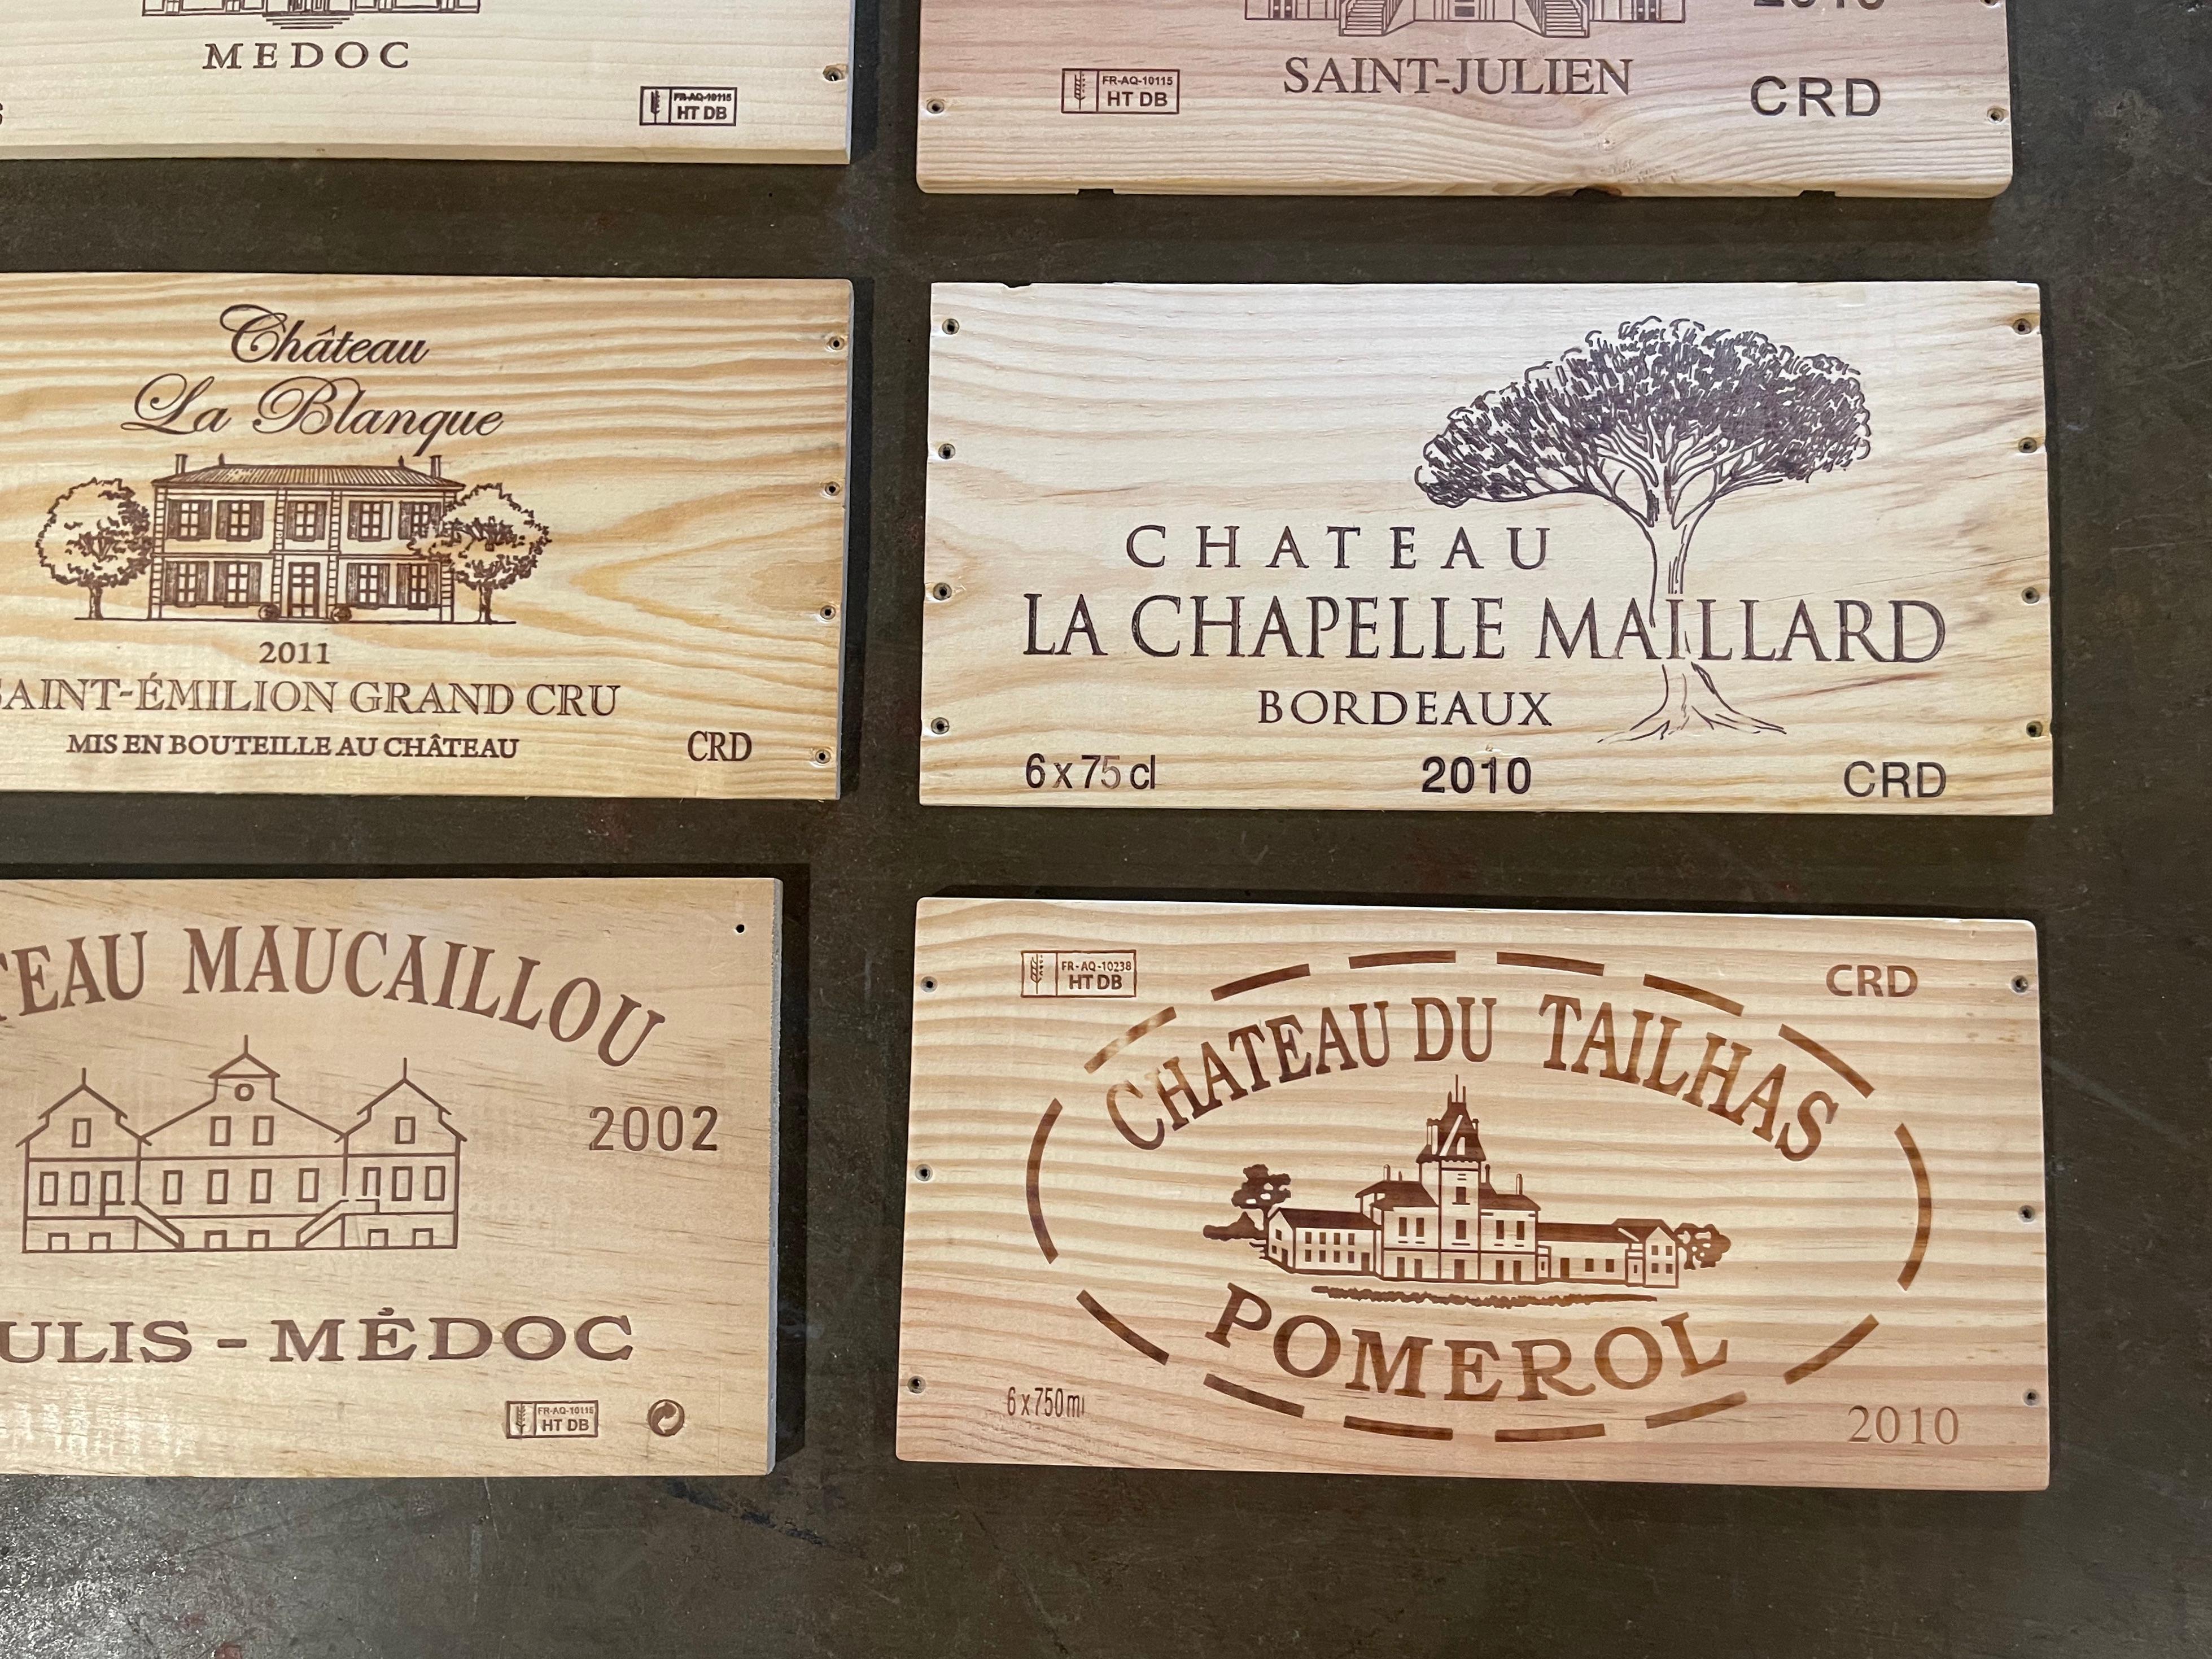 MEDOC
FR-AQ-10115
HT DB
SAINT-JULIEN
FR-AQ-10115
HT DB
CRD
Château
La Blanque
2011
SAINT-ÉMILION GRAND CRU
MIS EN BOUTEILLE AU CHÂTEAU
CRD
CHATEAU
LA CHAPELLE MAILLARD
BORDEAUX
6 x 75 cl
2010
CRD
TEAU MAUCAILLOU
2002
ULIS - MÉDOC
FR-AQ-10115
HT DB
FR-AQ-10238
HT DB
CRD
CHATEAU DU TAILHAS
POMEROL
6 x 750ml
2010